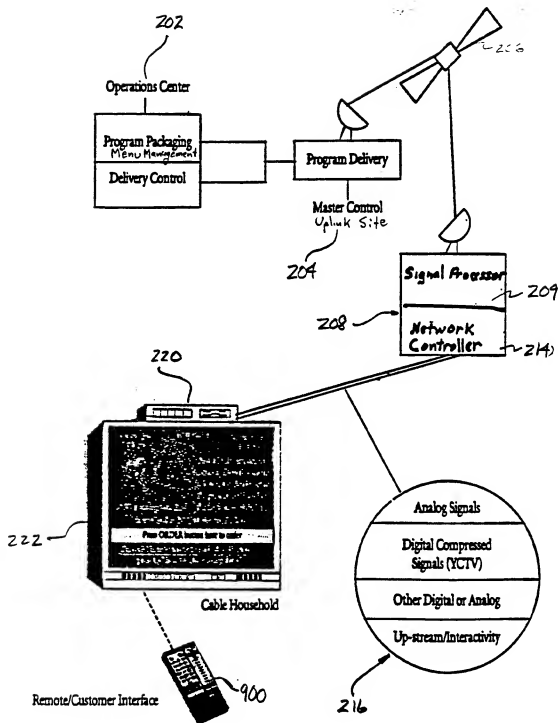 202
Operations Center
Program Packaging
Menu Management
Delivery Control
Program Delivery
Master Control
Uplink Site
204
206
Signal Processor
209
208
Network
Controller
214
220
222
Cable Household
Remote/Customer Interface
900
Analog Signals
Digital Compressed
Signals (YCTV)
Other Digital or Analog
Up-stream/Interactivity
216